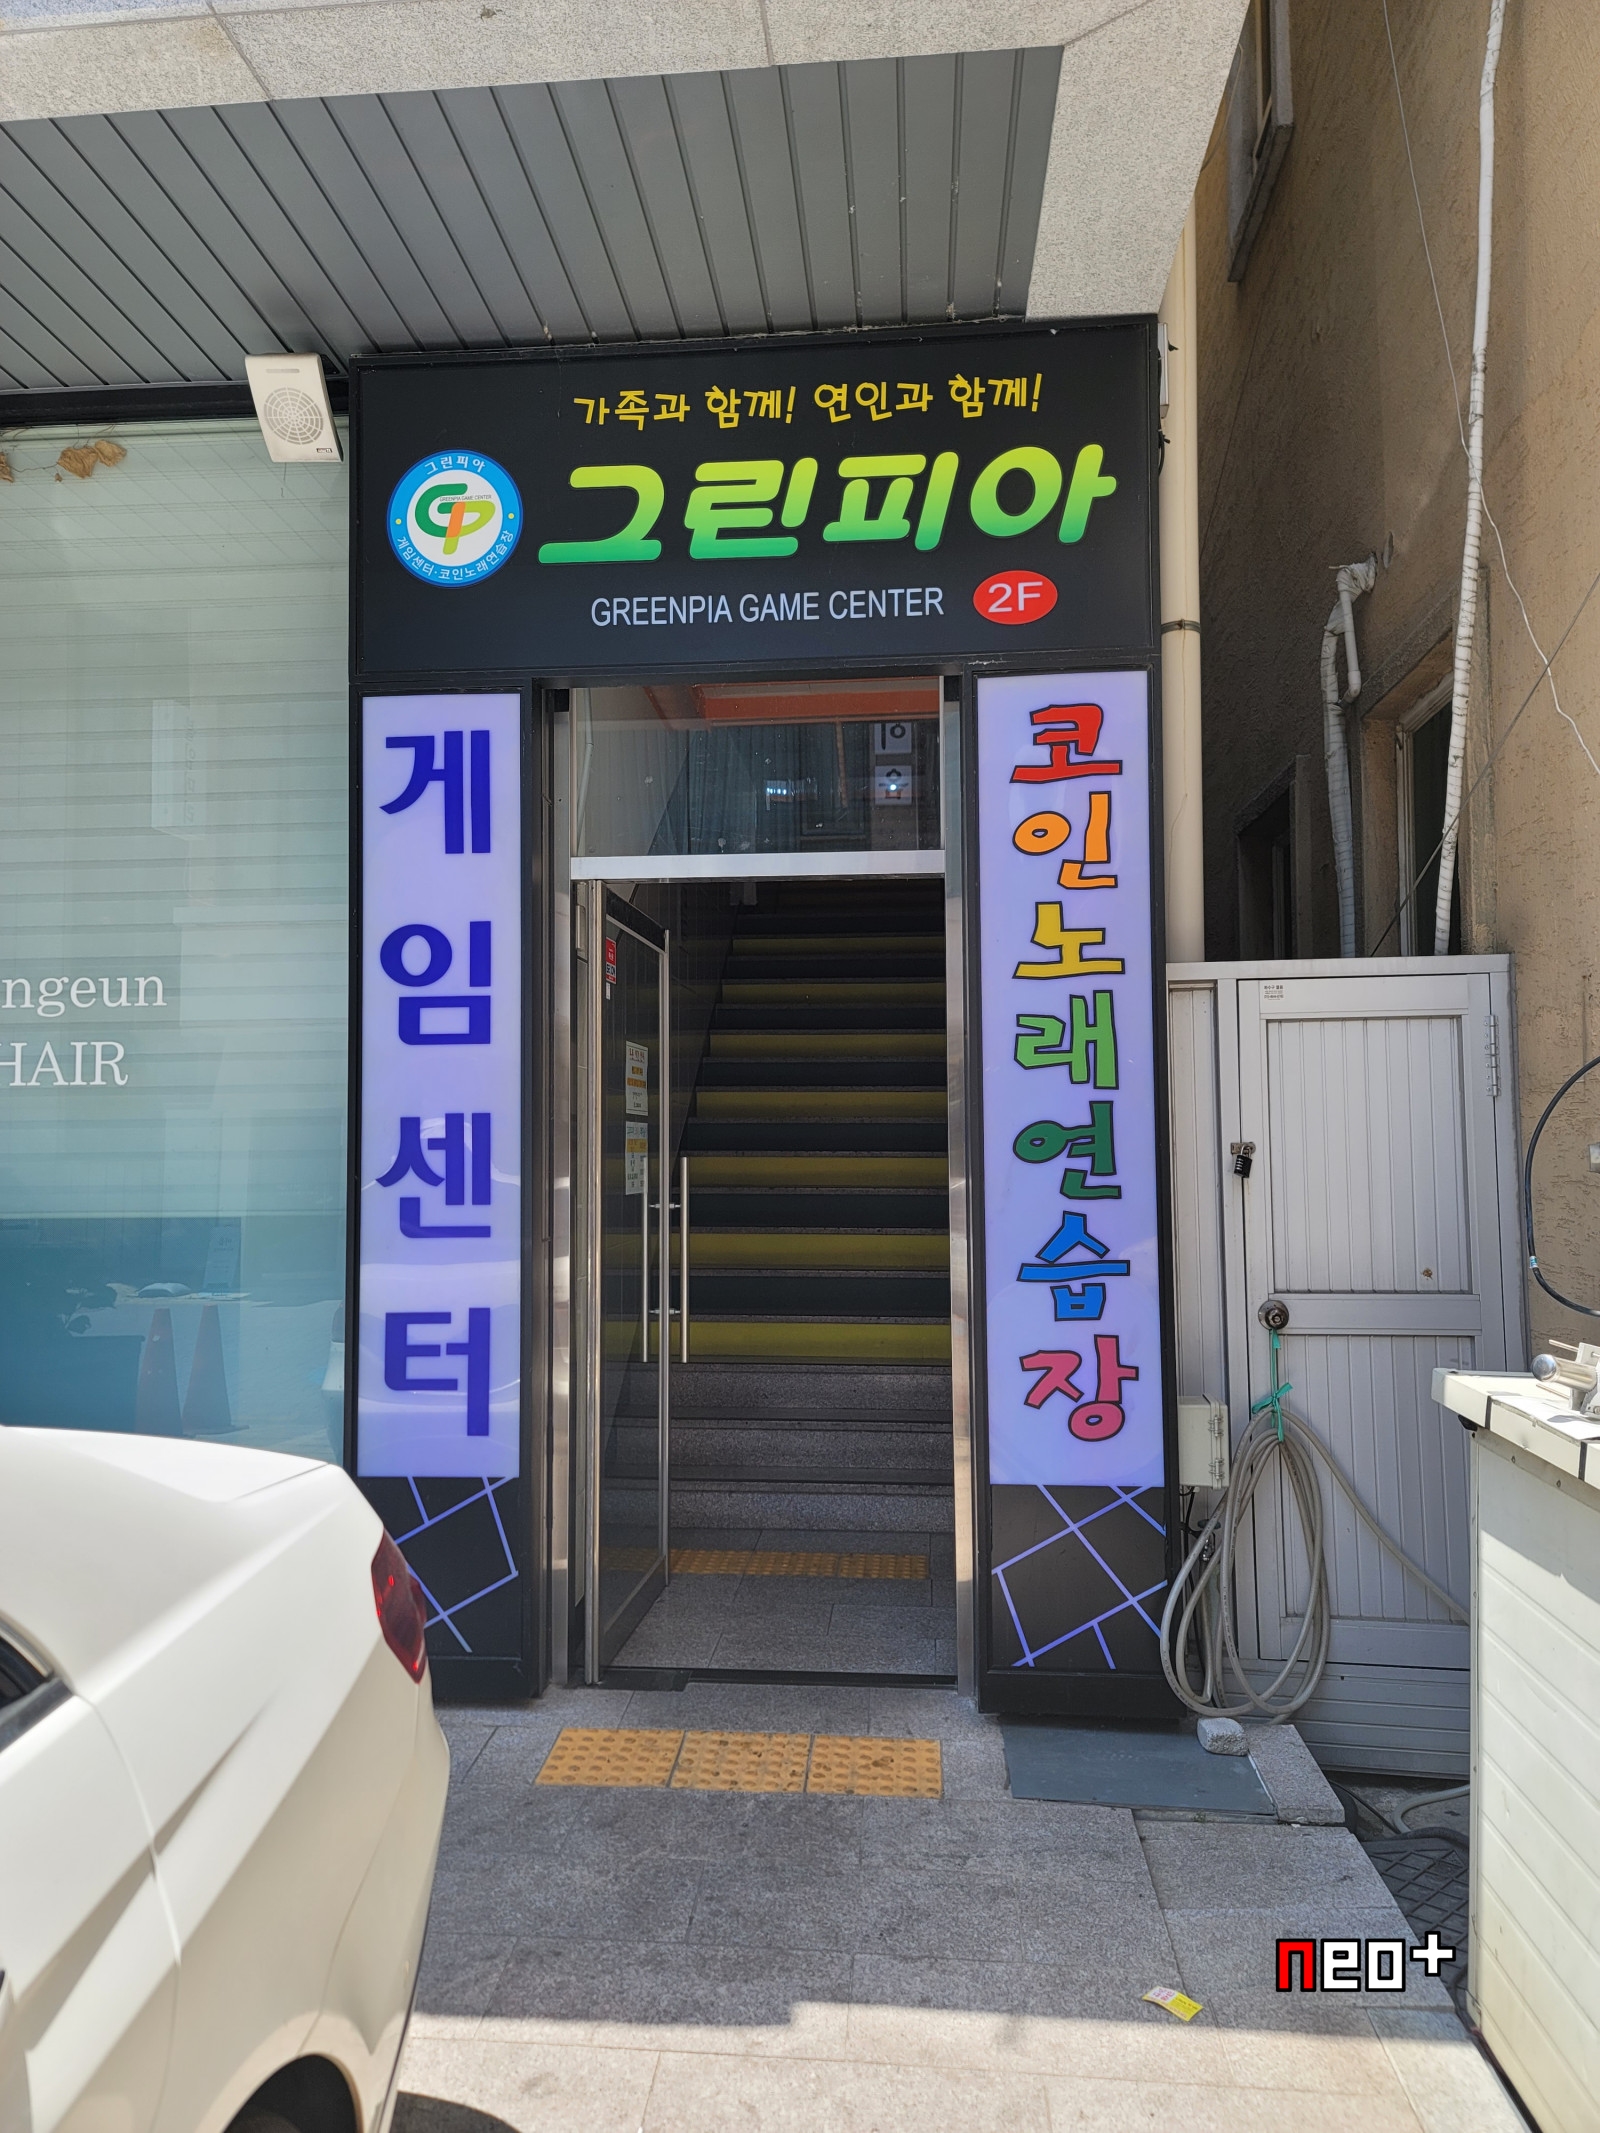 가족과 함께! 연인과 함께!
그린피아
GREENPIA GAME CENTER 2F
그린피아
GREENPIA GAME CENTER
GP
게임센터·코인노래연습장
게임센터
코인노래연습장
ngeun
HAIR
neo+